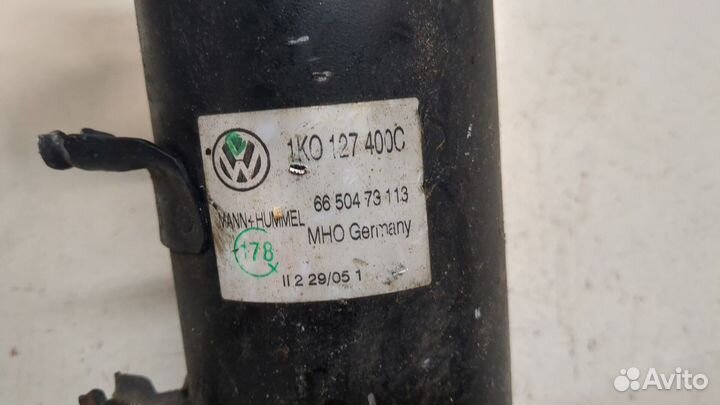 1K0 127 400C
66 504 73 113
MANN+HUMMEL
MHO Germany
178
II 2 29/05 1
Avito